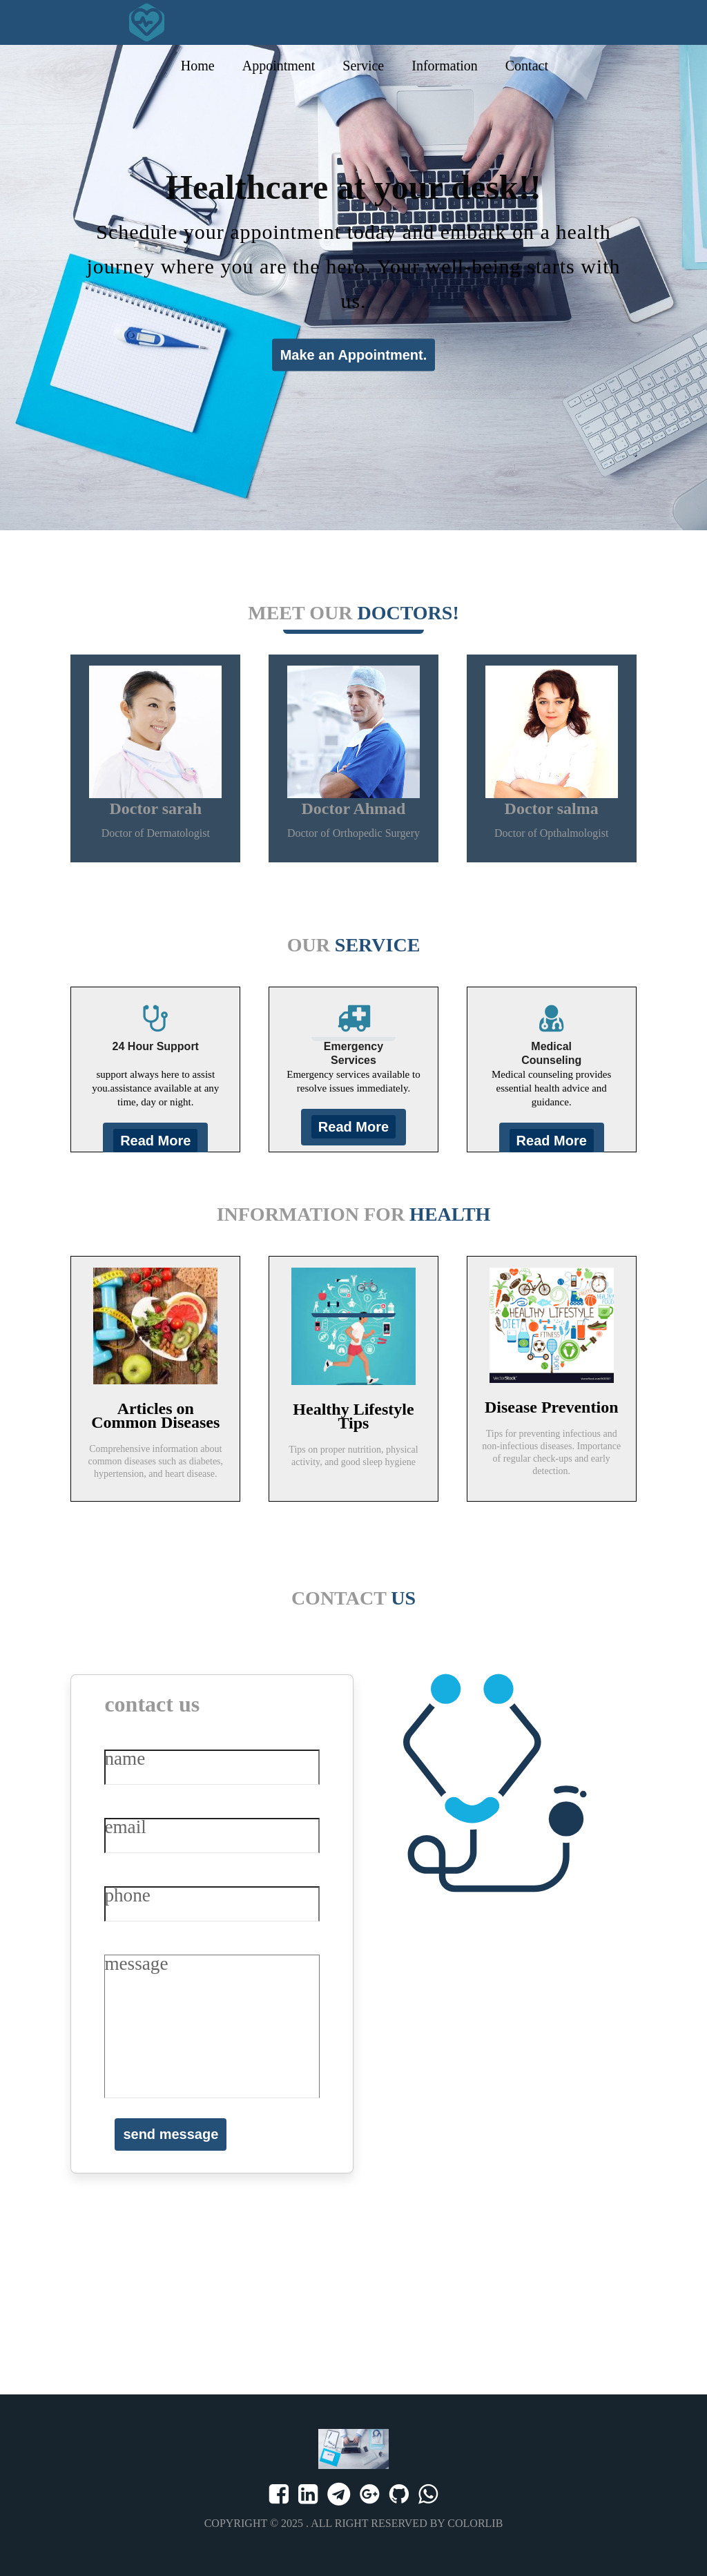 Home Appointment Service Information Contact
Healthcare at your desk!!
Schedule your appointment today and embark on a health
journey where you are the hero. Your well-being starts with
us.
Make an Appointment.
MEET OUR DOCTORS!
Doctor sarah
Doctor of Dermatologist
Doctor Ahmad
Doctor of Orthopedic Surgery
Doctor salma
Doctor of Opthalmologist
OUR SERVICE
24 Hour Support
support always here to assist
you.assistance available at any
time, day or night.
Read More
Emergency
Services
Emergency services available to
resolve issues immediately.
Read More
Medical
Counseling
Medical counseling provides
essential health advice and
guidance.
Read More
INFORMATION FOR HEALTH
Articles on
Common Diseases
Comprehensive information about
common diseases such as diabetes,
hypertension, and heart disease.
Healthy Lifestyle
Tips
Tips on proper nutrition, physical
activity, and good sleep hygiene
HEALTHY LIFESTYLE
DIET
FITNESS
SPORT
VectorStock
Disease Prevention
Tips for preventing infectious and
non-infectious diseases. Importance
of regular check-ups and early
detection.
CONTACT US
contact us
name
email
phone
message
send message
COPYRIGHT © 2025 . ALL RIGHT RESERVED BY COLORLIB